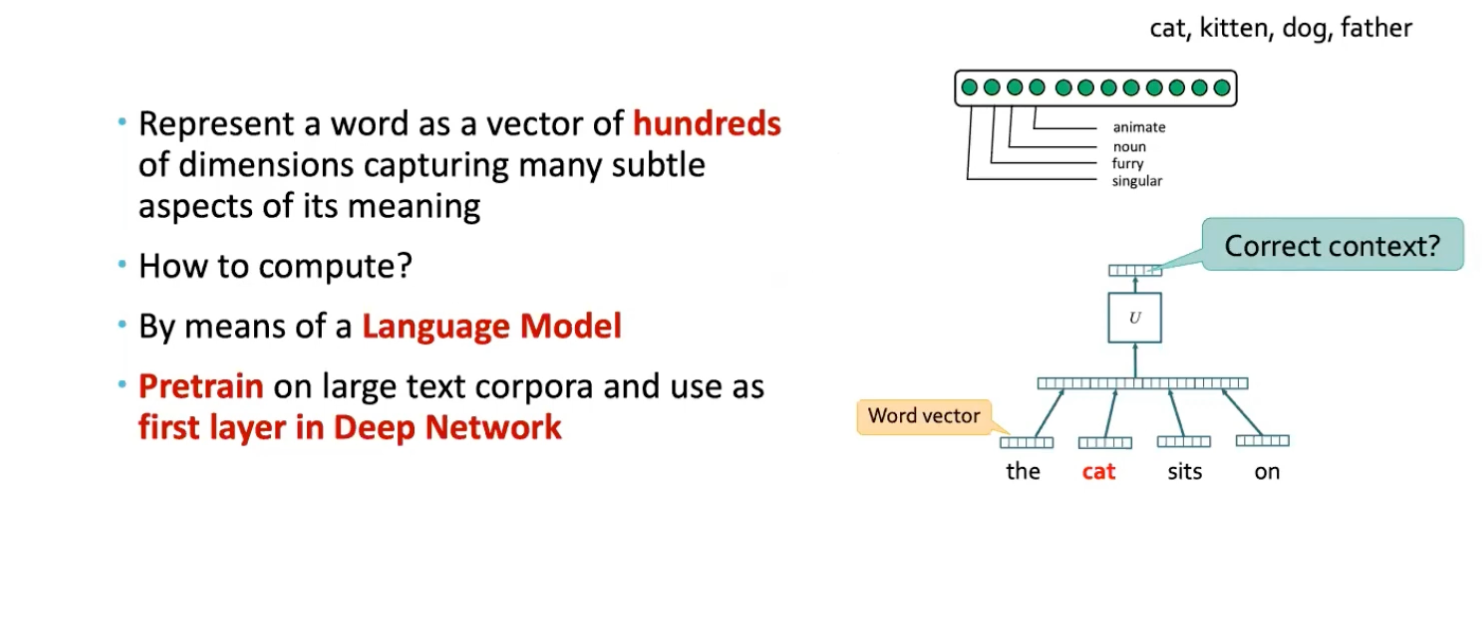 cat, kitten, dog, father
• Represent a word as a vector of hundreds
of dimensions capturing many subtle
aspects of its meaning
• How to compute?
• By means of a Language Model
• Pretrain on large text corpora and use as
first layer in Deep Network
animate
noun
furry
singular
Correct context?
U
Word vector
the cat sits on